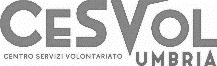 CESVOL
CENTRO SERVIZI VOLONTARIATO
UMBRIA